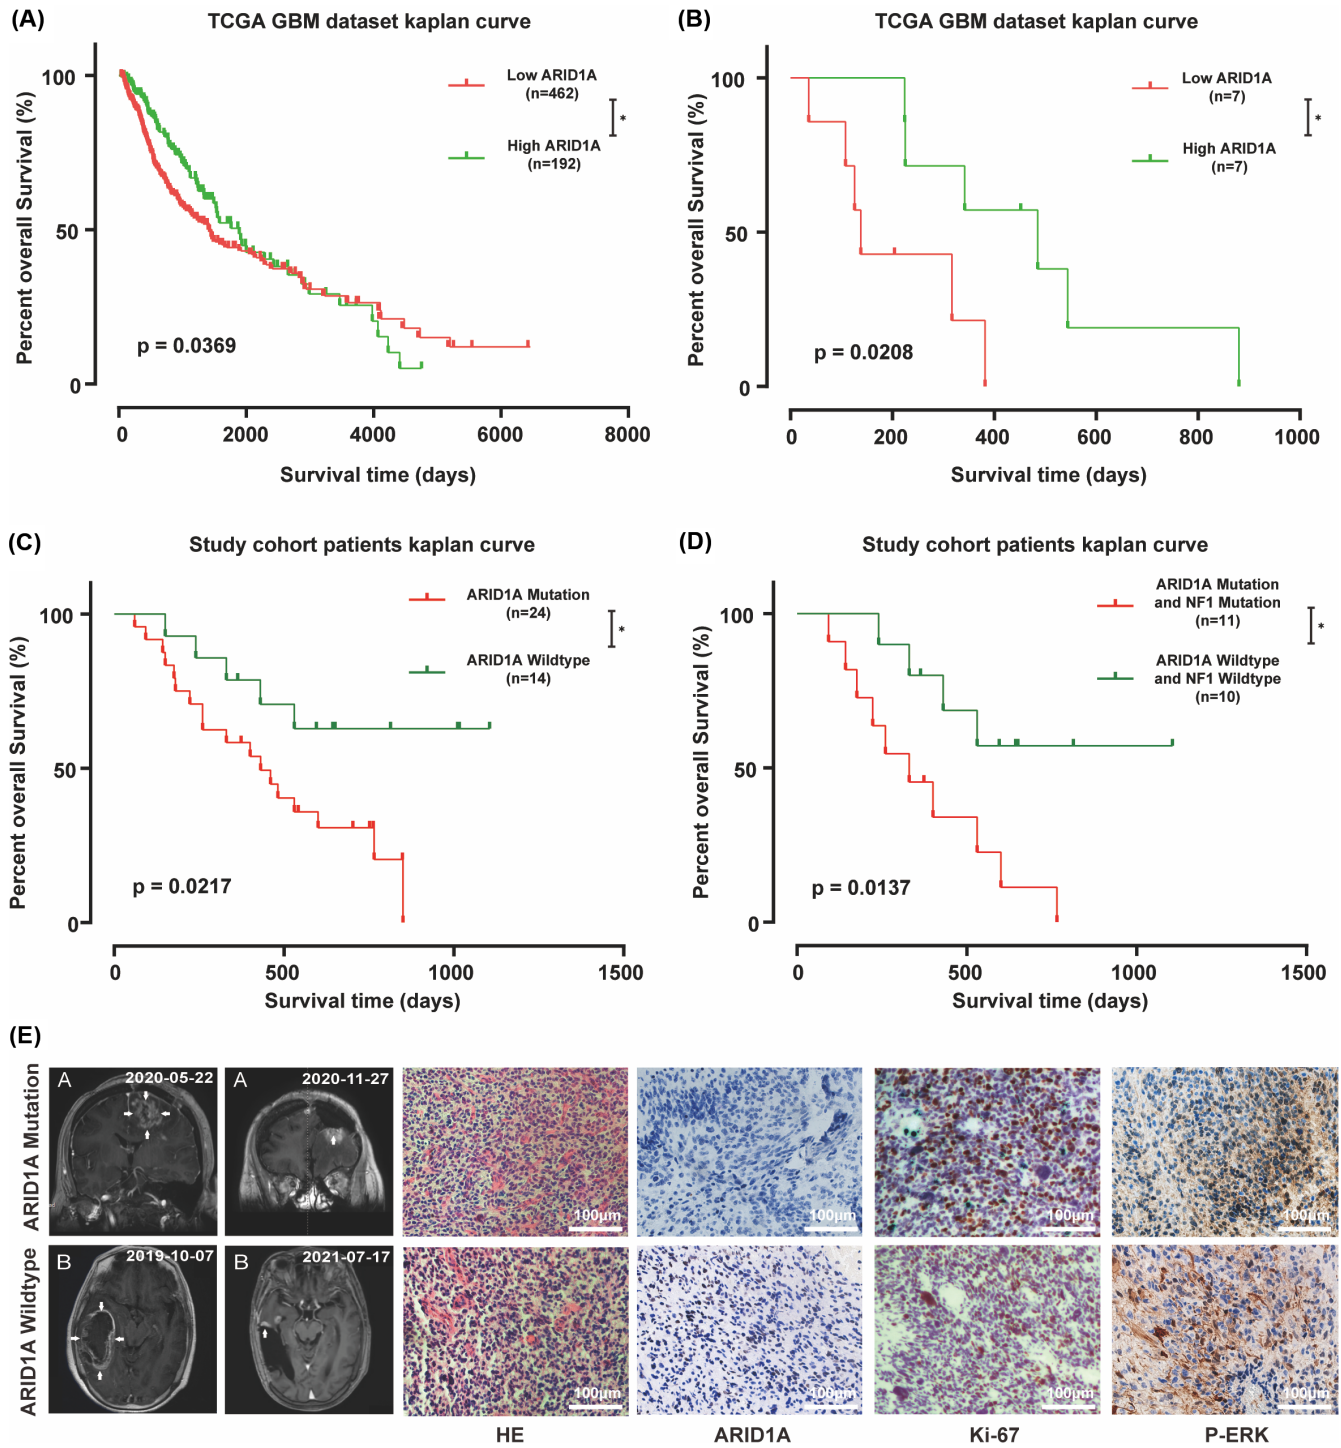 (A)
TCGA GBM dataset kaplan curve
Percent overall Survival (%)
100
50
0
Low ARID1A
(n=462)
High ARID1A
(n=192)
*
p = 0.0369
0 2000 4000 6000 8000
Survival time (days)
(B)
TCGA GBM dataset kaplan curve
Percent overall Survival (%)
100
50
0
Low ARID1A
(n=7)
High ARID1A
(n=7)
*
p = 0.0208
0 200 400 600 800 1000
Survival time (days)
(C)
Study cohort patients kaplan curve
Percent overall Survival (%)
100
50
0
ARID1A Mutation
(n=24)
ARID1A Wildtype
(n=14)
*
p = 0.0217
0 500 1000 1500
Survival time (days)
(D)
Study cohort patients kaplan curve
Percent overall Survival (%)
100
50
0
ARID1A Mutation
and NF1 Mutation
(n=11)
ARID1A Wildtype
and NF1 Wildtype
(n=10)
*
p = 0.0137
0 500 1000 1500
Survival time (days)
(E)
ARID1A Mutation
A 2020-05-22
A 2020-11-27
100μm
100μm
100μm
100μm
ARID1A Wildtype
B 2019-10-07
B 2021-07-17
100μm
100μm
100μm
100μm
HE ARID1A Ki-67 P-ERK